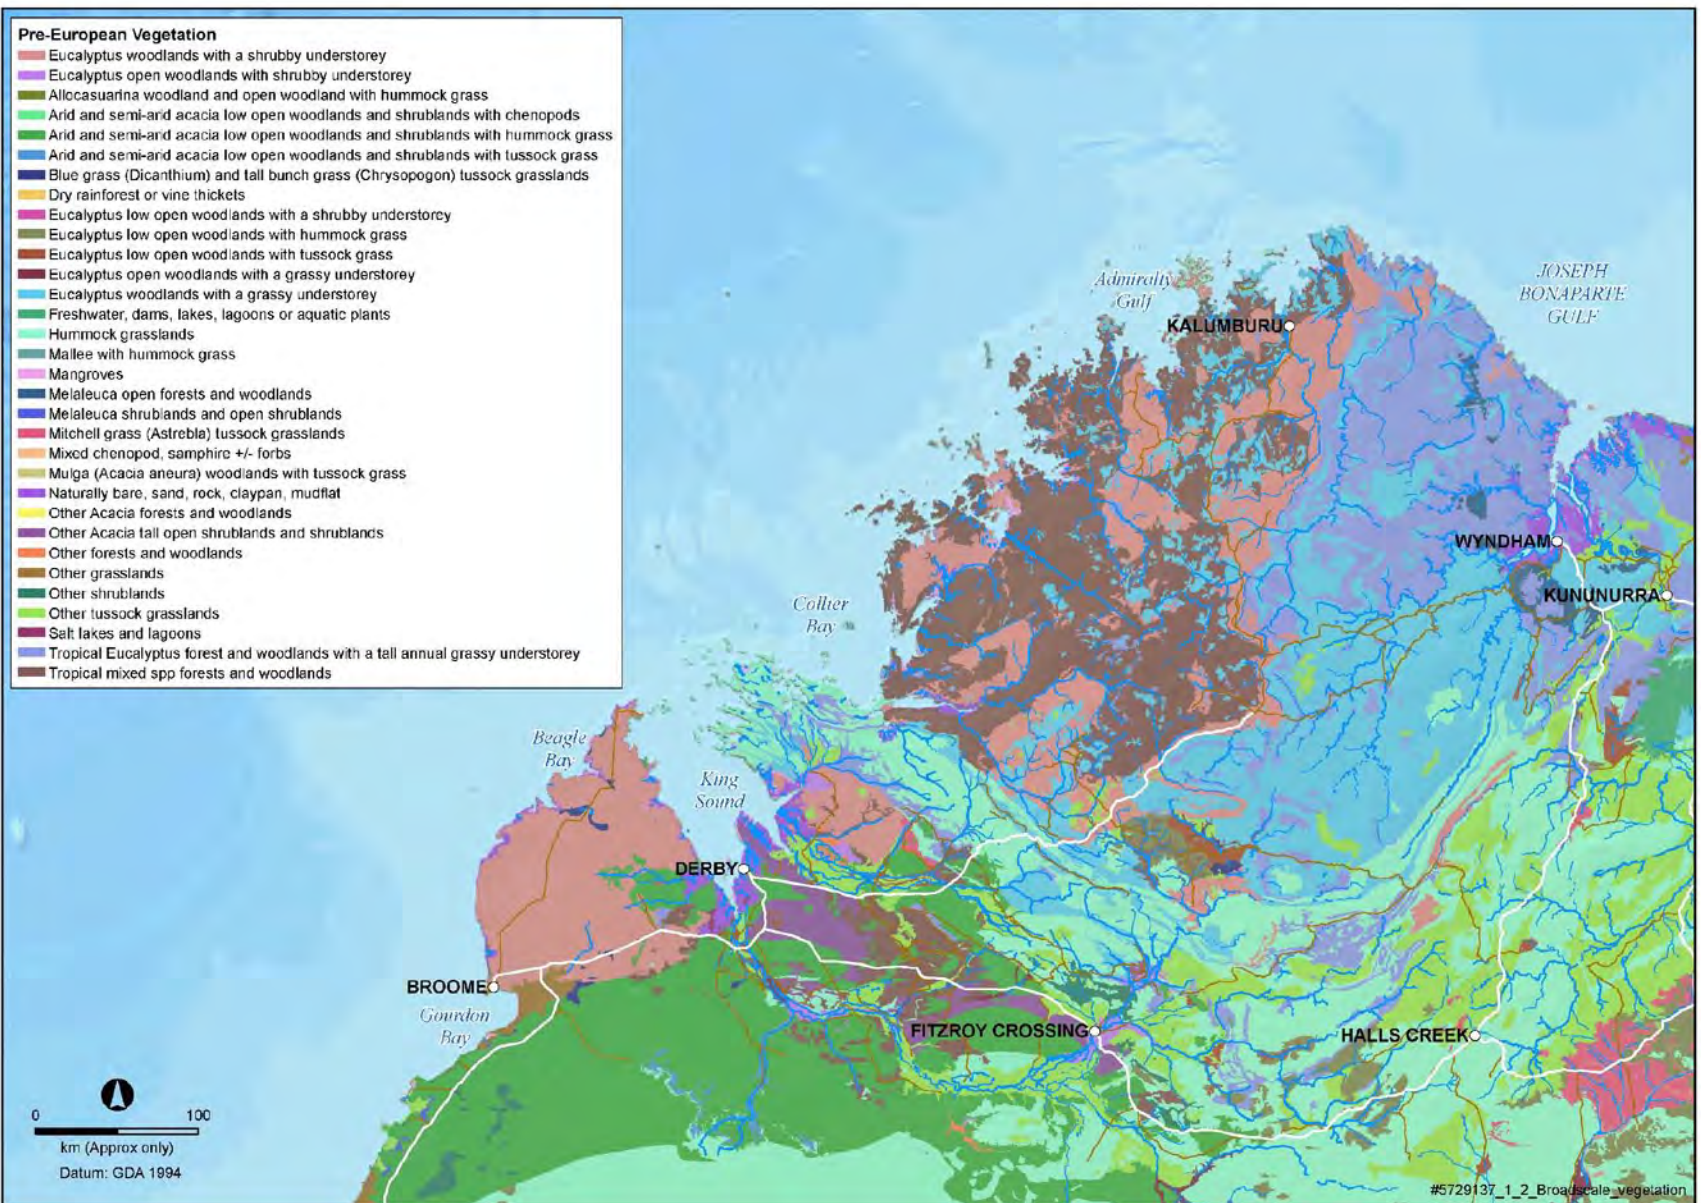 Pre-European Vegetation
Eucalyptus woodlands with a shrubby understorey
Eucalyptus open woodlands with shrubby understorey
Allocasuarina woodland and open woodland with hummock grass
Arid and semi-arid acacia low open woodlands and shrublands with chenopods
Arid and semi-arid acacia low open woodlands and shrublands with hummock grass
Arid and semi-arid acacia low open woodlands and shrublands with tussock grass
Blue grass (Dicanthium) and tall bunch grass (Chrysopogon) tussock grasslands
Dry rainforest or vine thickets
Eucalyptus low open woodlands with a shrubby understorey
Eucalyptus low open woodlands with hummock grass
Eucalyptus low open woodlands with tussock grass
Eucalyptus open woodlands with a grassy understorey
Eucalyptus woodlands with a grassy understorey
Freshwater, dams, lakes, lagoons or aquatic plants
Hummock grasslands
Mallee with hummock grass
Mangroves
Melaleuca open forests and woodlands
Melaleuca shrublands and open shrublands
Mitchell grass (Astrebla) tussock grasslands
Mixed chenopod, samphire +/- forbs
Mulga (Acacia aneura) woodlands with tussock grass
Naturally bare, sand, rock, claypan, mudflat
Other Acacia forests and woodlands
Other Acacia tall open shrublands and shrublands
Other forests and woodlands
Other grasslands
Other shrublands
Other tussock grasslands
Salt lakes and lagoons
Tropical Eucalyptus forest and woodlands with a tall annual grassy understorey
Tropical mixed spp forests and woodlands
Admiralty
Gulf
JOSEPH
BONAPARTE
GULF
KALUMBURU
WYNDHAM
KUNUNURRA
Collier
Bay
Beagle
Bay
King
Sound
DERBY
BROOME
Gourdon
Bay
FITZROY CROSSING
HALLS CREEK
0 100
km (Approx only)
Datum: GDA 1994
#5729137_1_2_Broadscale_vegetation